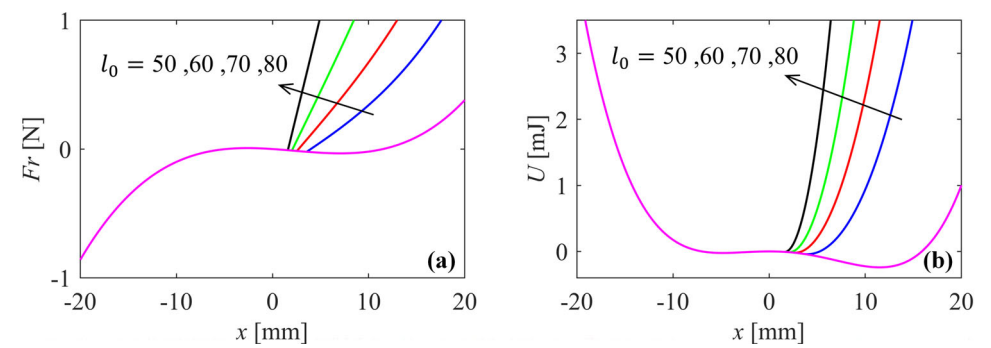 1
0
-1
Fr [N]
l₀ = 50 ,60 ,70 ,80
(a)
-20 -10 0 10 20
x [mm]
3
2
1
0
U [mJ]
l₀ = 50 ,60 ,70 ,80
(b)
-20 -10 0 10 20
x [mm]